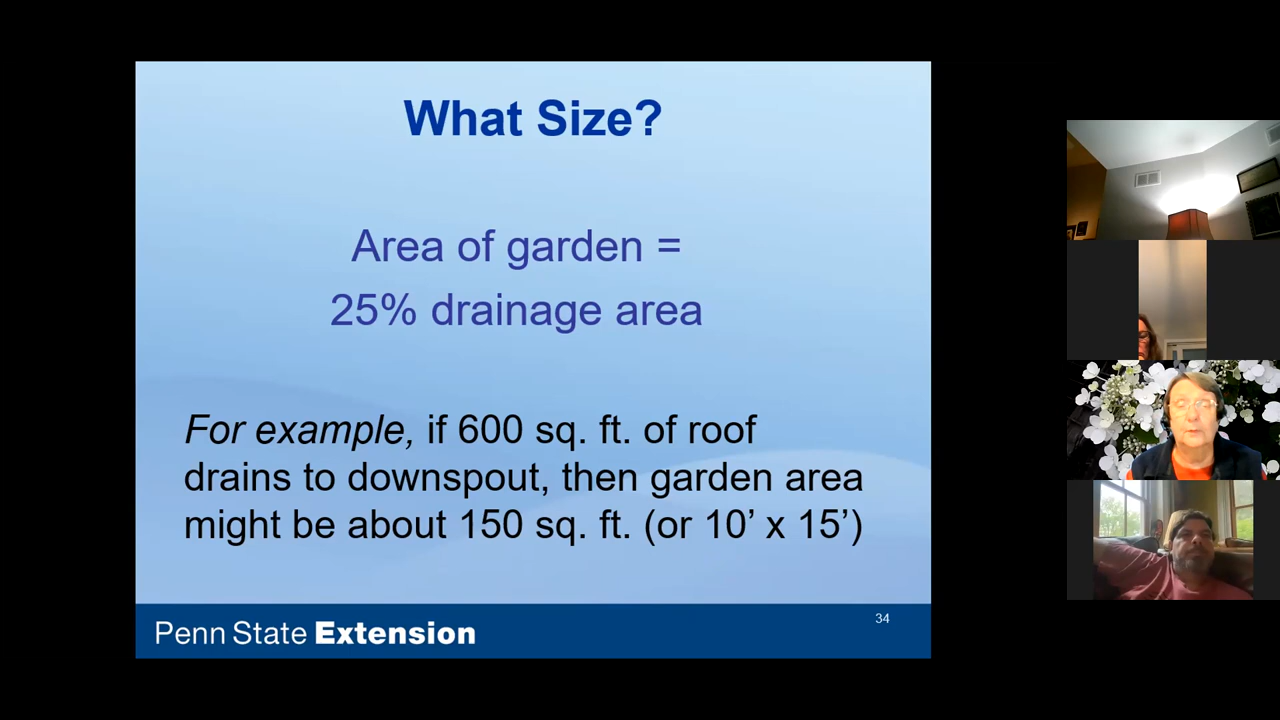 What Size?
Area of garden =
25% drainage area
For example, if 600 sq. ft. of roof
drains to downspout, then garden area
might be about 150 sq. ft. (or 10’ x 15’)
34
Penn State Extension